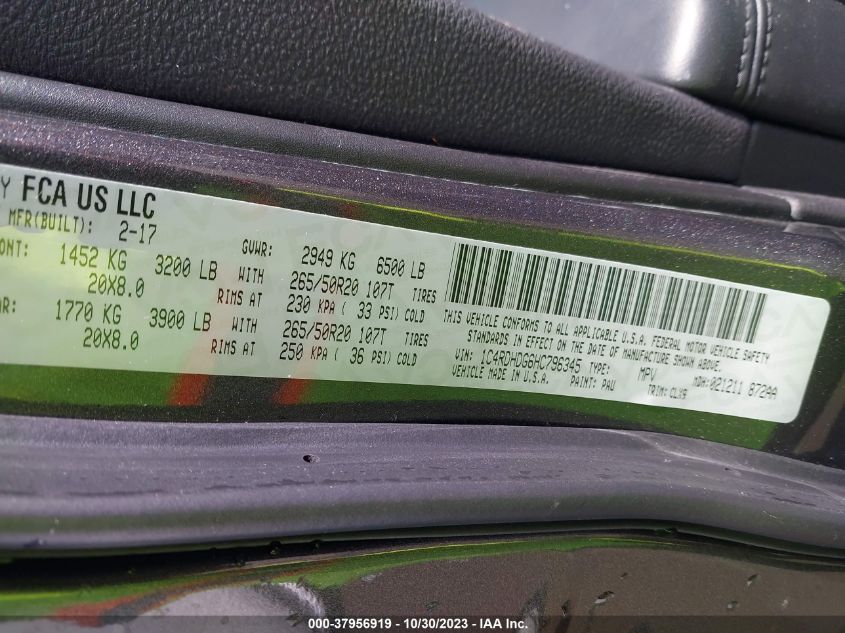 Y FCA US LLC
MFR(BUILT): 2-17 GVWR: 2949 KG 6500 LB
ONT: 1452 KG 3200 LB WITH 265/50R20 107T TIRES
20X8.0 RIMS AT 230 KPA ( 33 PSI) COLD
AR: 1770 KG 3900 LB WITH 265/50R20 107T TIRES
20X8.0 RIMS AT 250 KPA ( 36 PSI) COLD
THIS VEHICLE CONFORMS TO ALL APPLICABLE U.S.A. FEDERAL MOTOR VEHICLE SAFETY
STANDARDS IN EFFECT ON THE DATE OF MANUFACTURE SHOWN ABOVE.
VIN: 1C4RDHDG6HC796345 TYPE: MPV MDH: 021211 872AA
VEHICLE MADE IN U.S.A. PAINT: PAU TRIM: CLX9
000-37956919 - 10/30/2023 - IAA Inc.